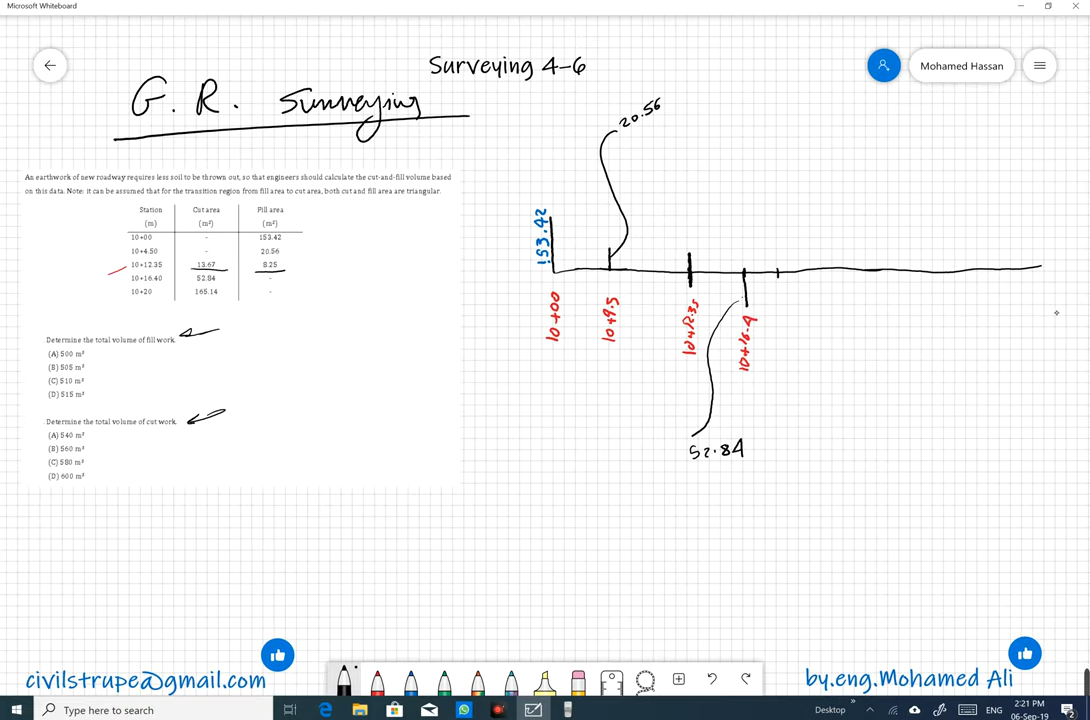 Microsoft Whiteboard
Surveying 4-6
Mohamed Hassan
G. R. Surveying
An earthwork of new roadway requires less soil to be thrown out, so that engineers should calculate the cut-and-fill volume based
on this data. Note: it can be assumed that for the transition region from fill area to cut area, both cut and fill area are triangular.
Station Cut area Fill area
(m) (m²) (m²)
10+00 - 153.42
10+4.50 - 20.56
10+12.35 13.67 8.25
10+16.40 52.84 -
10+20 165.14 -
Determine the total volume of fill work.
(A) 500 m³
(B) 505 m³
(C) 510 m³
(D) 515 m³
Determine the total volume of cut work.
(A) 540 m³
(B) 560 m³
(C) 580 m³
(D) 600 m³
20.56
153.42
10+00
10+9.5
10+12.35
10+16.4
52.84
civilstrupe@gmail.com
by.eng.Mohamed Ali
Type here to search
Desktop
ENG
2:21 PM
06-Sep-19
2